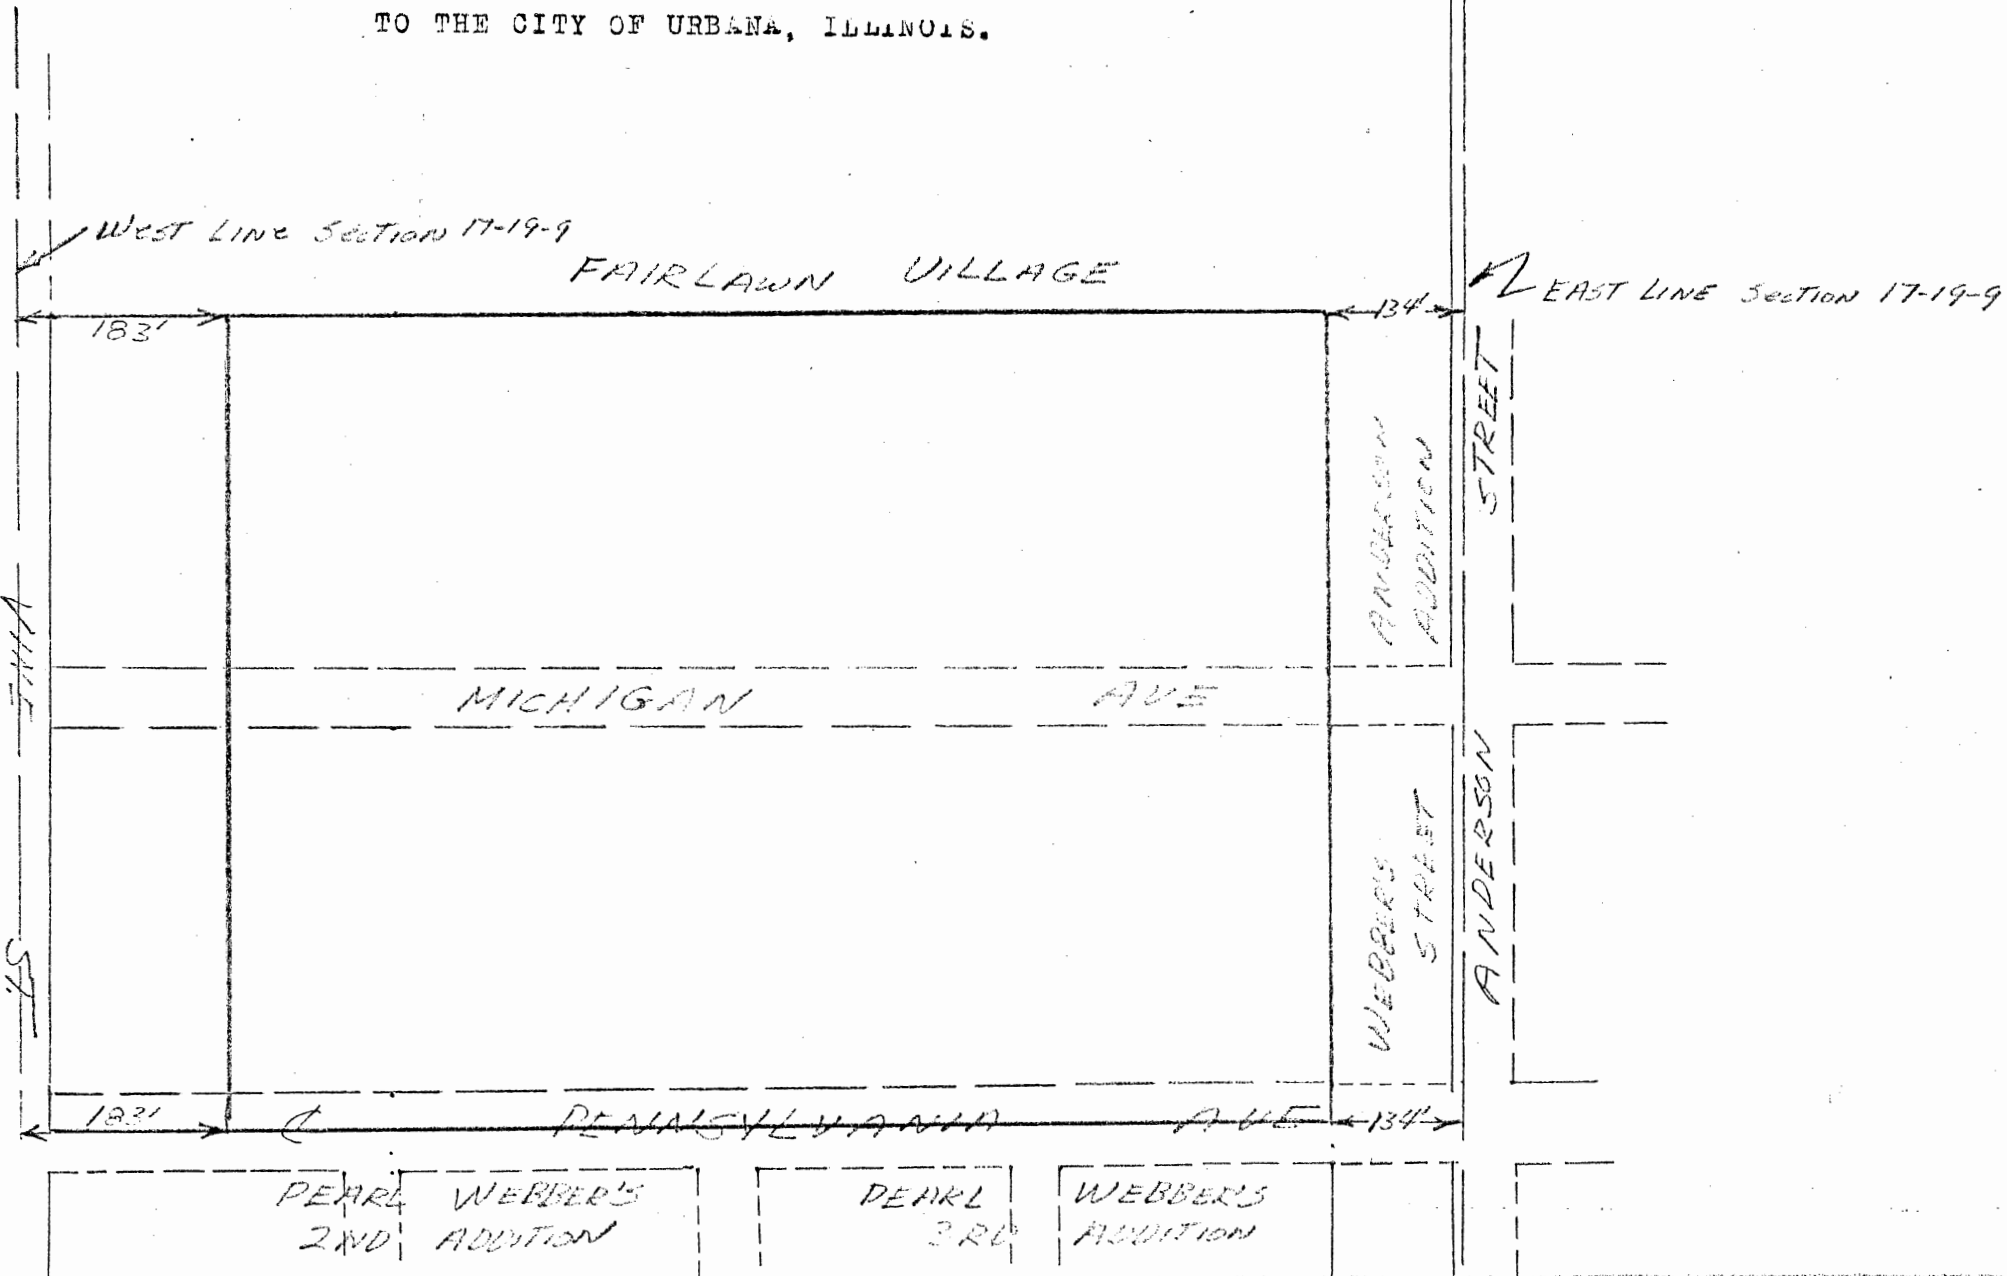 TO THE CITY OF URBANA, ILLINOIS.
WEST LINE SECTION 17-19-9
FAIRLAWN VILLAGE
EAST LINE SECTION 17-19-9
183'
134'
ANDERSON
ADDITION
STREET
VINE
MICHIGAN AVE
WEBBER'S
STREET
ANDERSON
ST.
183'
℄ PENNSYLVANIA AVE
134'
PEARL WEBBER'S
2ND ADDITION
PEARL WEBBER'S
3RD ADDITION